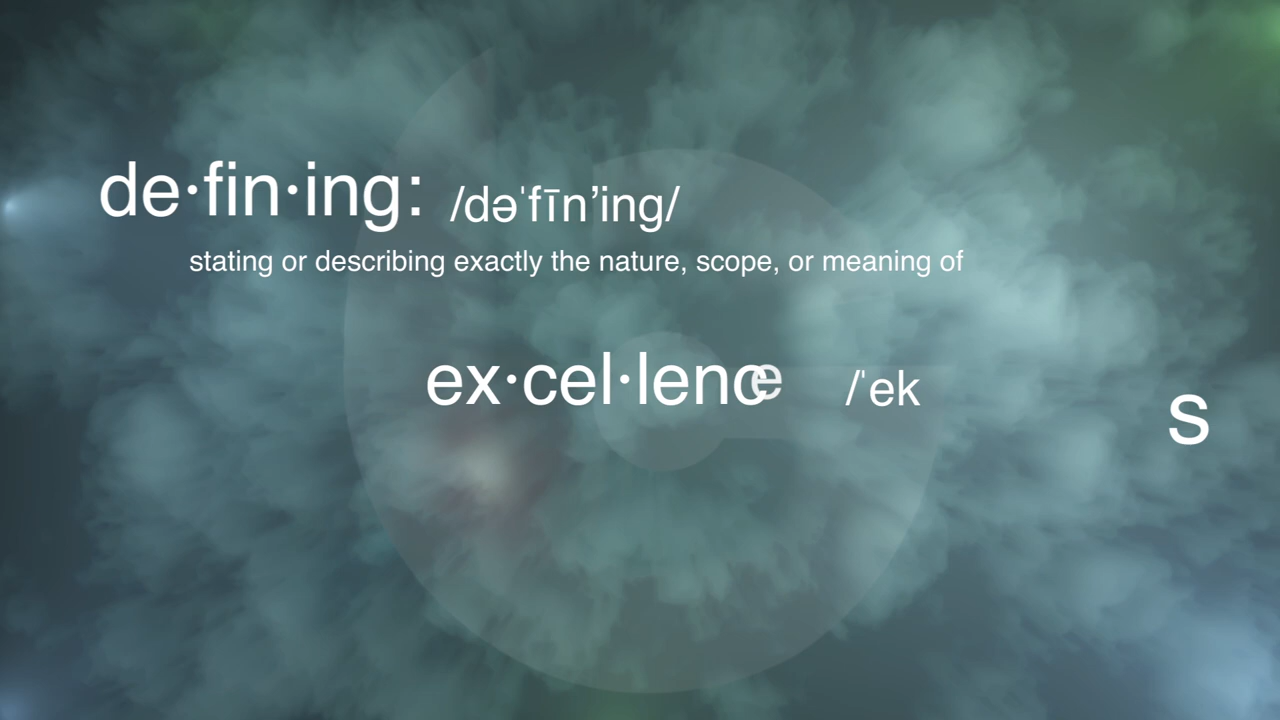 de·fin·ing: /dəˈfīn’ing/
stating or describing exactly the nature, scope, or meaning of
ex·cel·lence /ˈek s